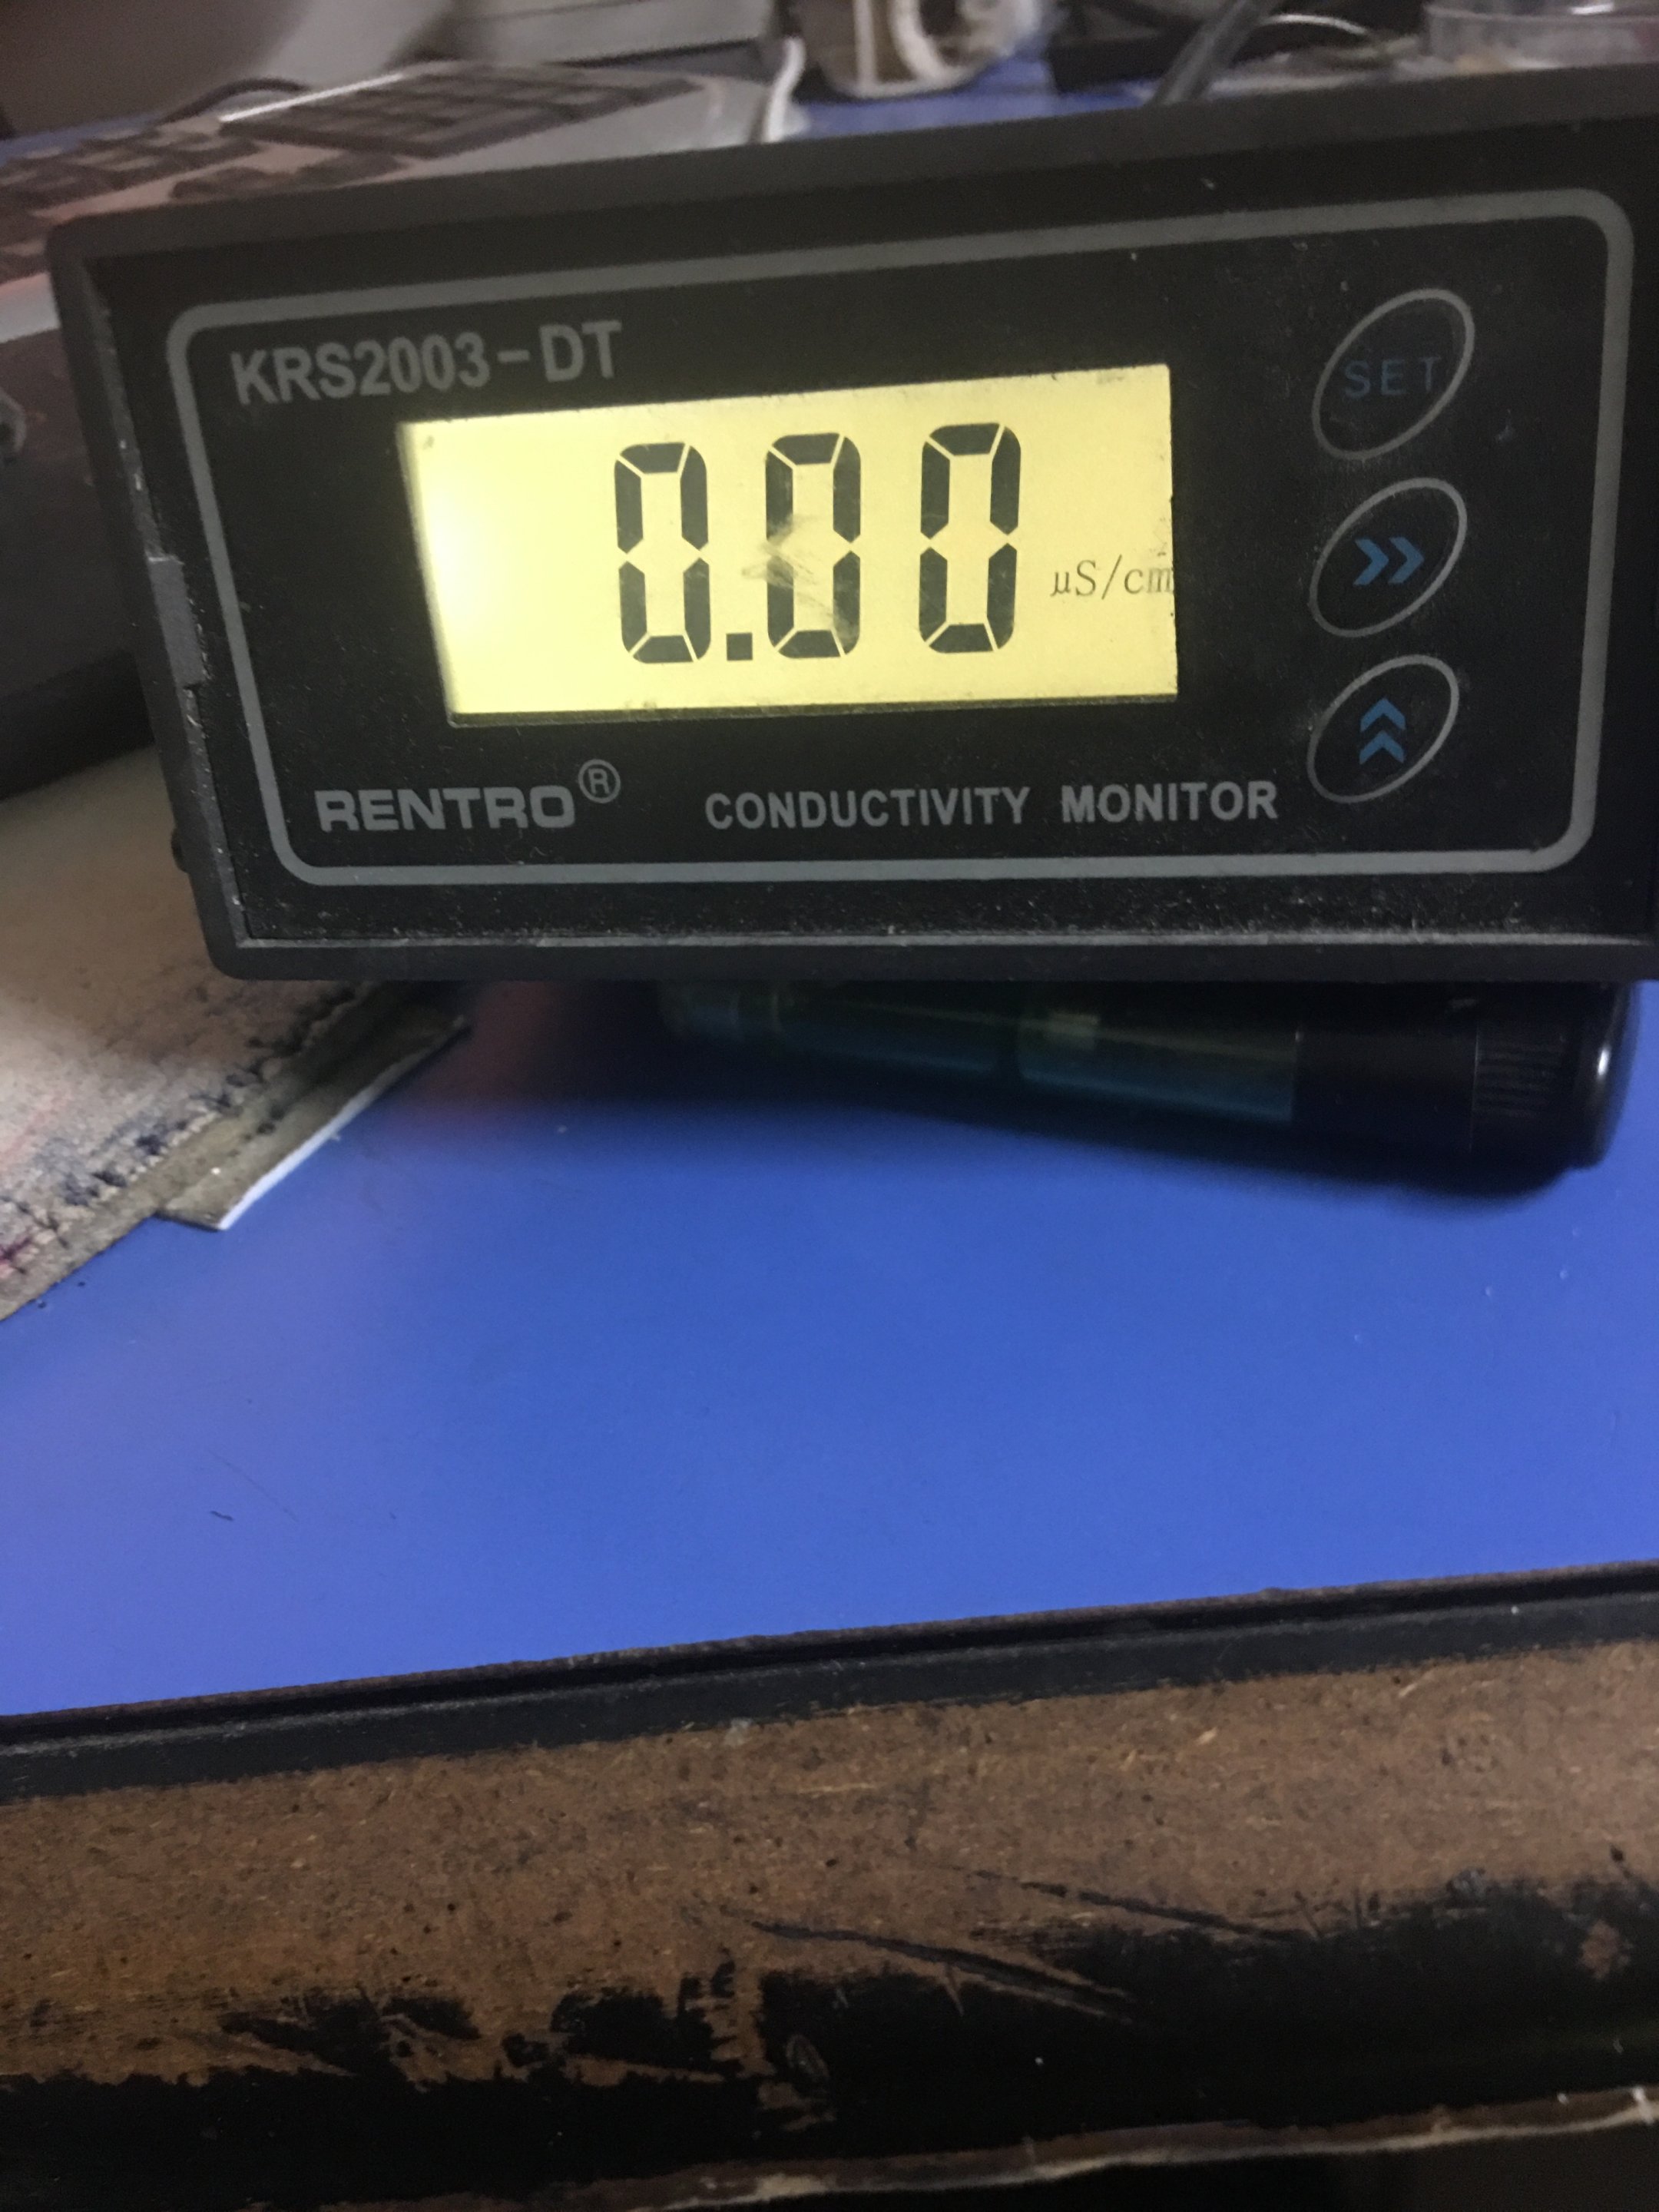 KRS2003-DT
0.00
µS/cm
SET
RENTRO®
CONDUCTIVITY MONITOR